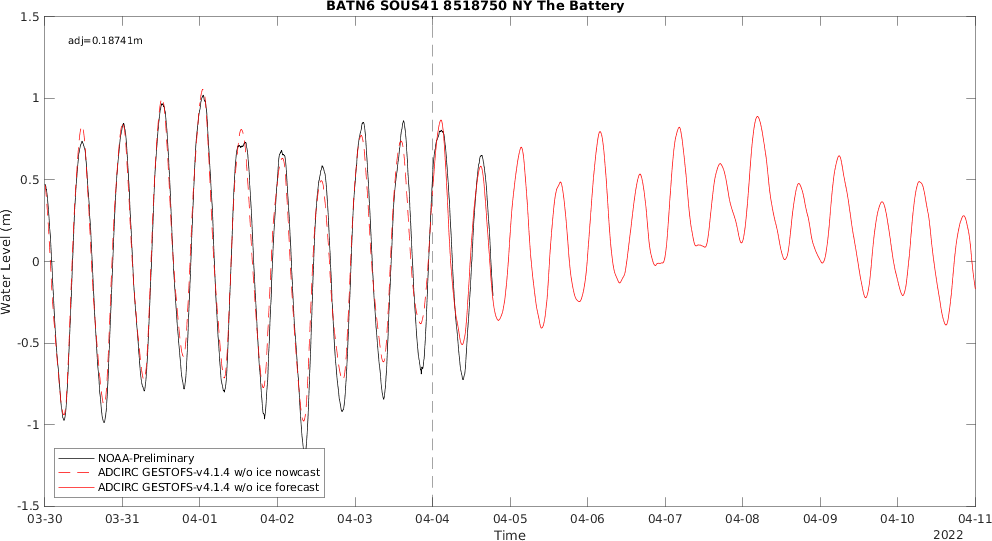 BATN6 SOUS41 8518750 NY The Battery
adj=0.18741m
Water Level (m)
1.5
1
0.5
0
-0.5
-1
-1.5
NOAA-Preliminary
ADCIRC GESTOFS-v4.1.4 w/o ice nowcast
ADCIRC GESTOFS-v4.1.4 w/o ice forecast
03-30 03-31 04-01 04-02 04-03 04-04 04-05 04-06 04-07 04-08 04-09 04-10 04-11
Time
2022